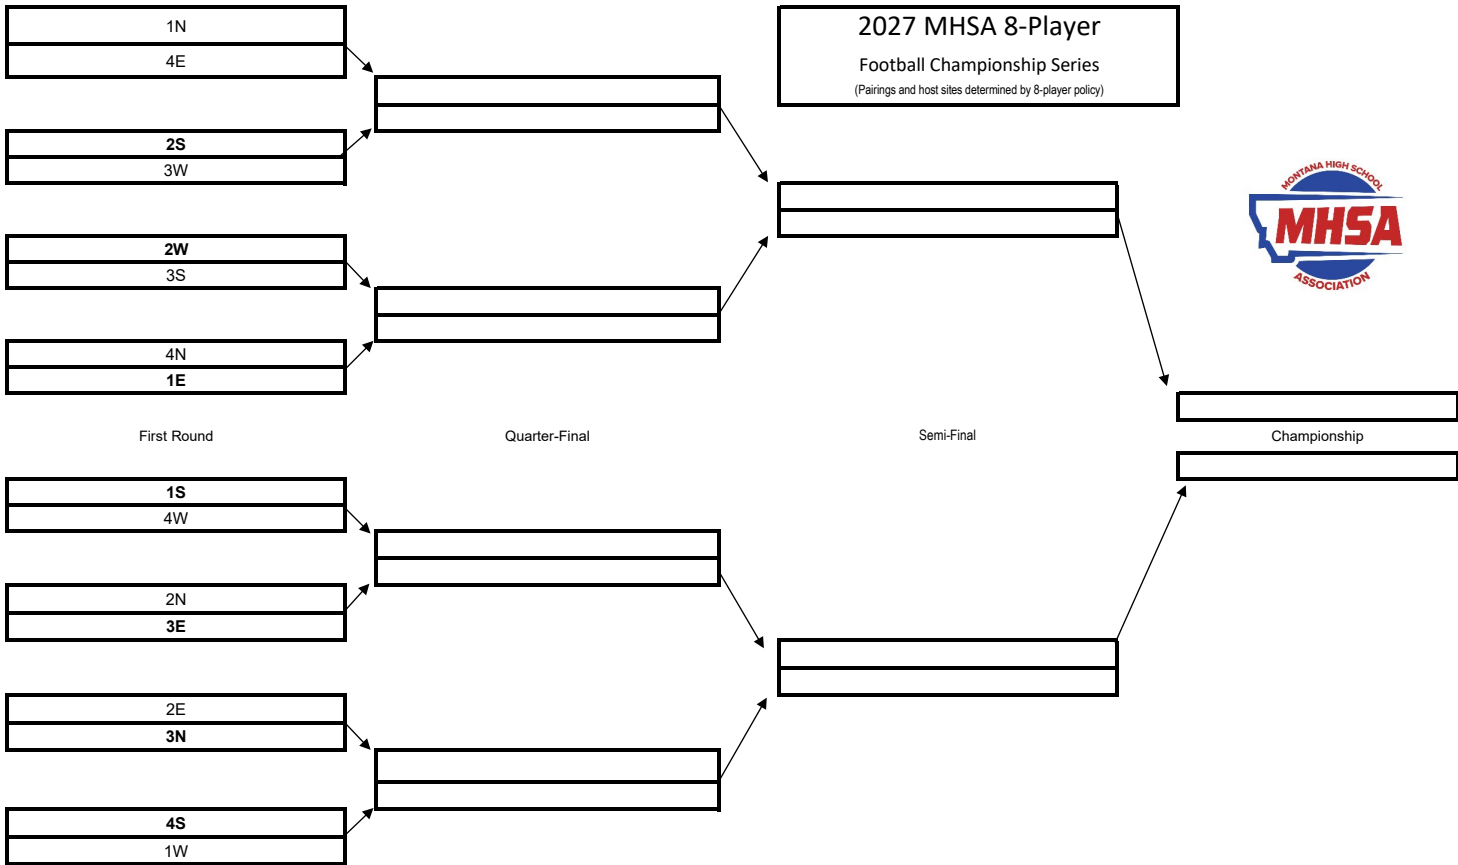 1N
4E
2S
3W
2W
3S
4N
1E
2027 MHSA 8-Player
Football Championship Series
(Pairings and host sites determined by 8-player policy)
MONTANA HIGH SCHOOL
MHSA
ASSOCIATION
First Round
Quarter-Final
Semi-Final
Championship
1S
4W
2N
3E
2E
3N
4S
1W